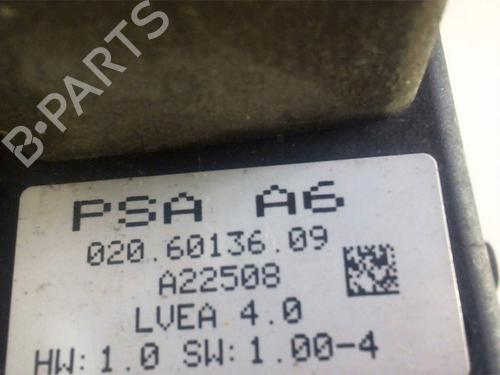 B-PARTS
PSA A6
020.60136.09
A22508
LVEA 4.0
HW: 1.0 SW: 1.00-4